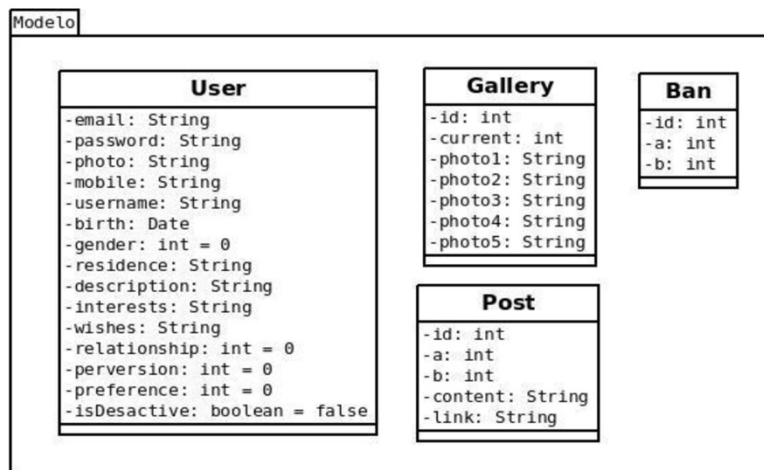 Modelo
User
-email: String
-password: String
-photo: String
-mobile: String
-username: String
-birth: Date
-gender: int = 0
-residence: String
-description: String
-interests: String
-wishes: String
-relationship: int = 0
-perversion: int = 0
-preference: int = 0
-isDesactive: boolean = false
Gallery
-id: int
-current: int
-photo1: String
-photo2: String
-photo3: String
-photo4: String
-photo5: String
Ban
-id: int
-a: int
-b: int
Post
-id: int
-a: int
-b: int
-content: String
-link: String